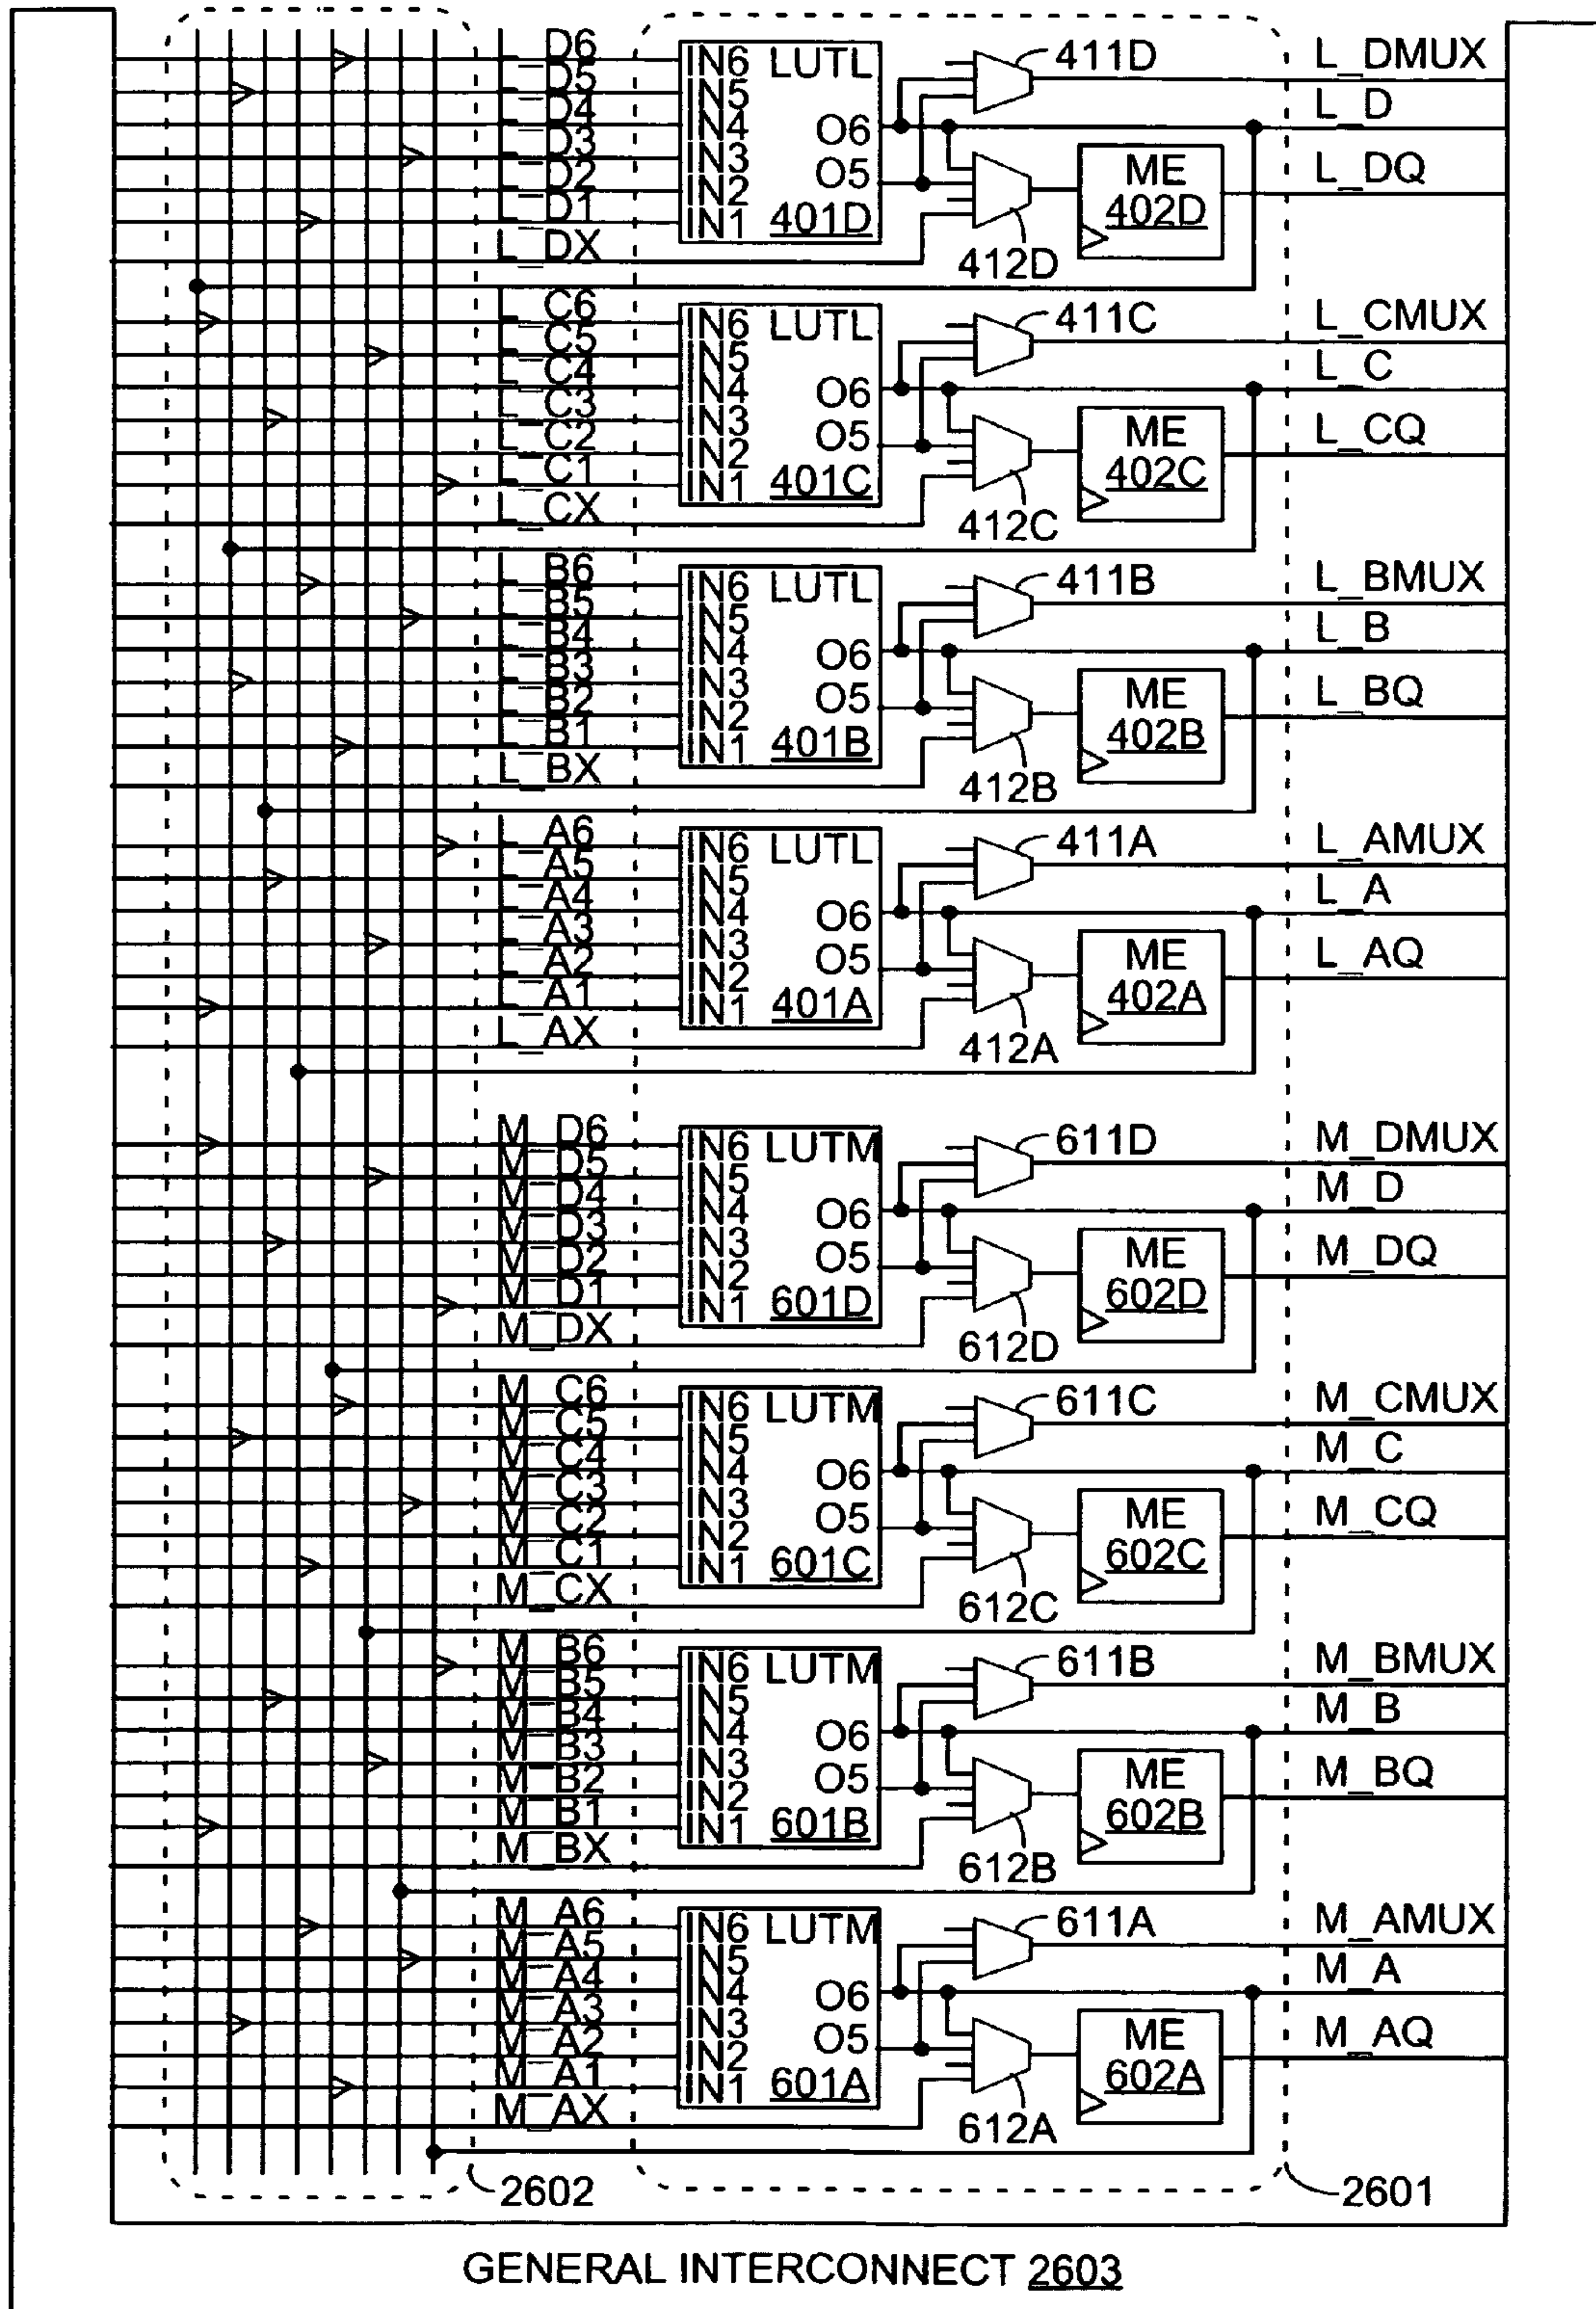 L_D6 IN6 LUTL 411D L_DMUX
L_D5 IN5
L_D4 IN4 O6 L_D
L_D3 IN3
L_D2 IN2 O5 ME L_DQ
L_D1 IN1 401D 402D
L_DX 412D
L_C6 IN6 LUTL 411C L_CMUX
L_C5 IN5
L_C4 IN4 O6 L_C
L_C3 IN3
L_C2 IN2 O5 ME L_CQ
L_C1 IN1 401C 402C
L_CX 412C
L_B6 IN6 LUTL 411B L_BMUX
L_B5 IN5
L_B4 IN4 O6 L_B
L_B3 IN3
L_B2 IN2 O5 ME L_BQ
L_B1 IN1 401B 402B
L_BX 412B
L_A6 IN6 LUTL 411A L_AMUX
L_A5 IN5
L_A4 IN4 O6 L_A
L_A3 IN3
L_A2 IN2 O5 ME L_AQ
L_A1 IN1 401A 402A
L_AX 412A
M_D6 IN6 LUTM 611D M_DMUX
M_D5 IN5
M_D4 IN4 O6 M_D
M_D3 IN3
M_D2 IN2 O5 ME M_DQ
M_D1 IN1 601D 602D
M_DX 612D
M_C6 IN6 LUTM 611C M_CMUX
M_C5 IN5
M_C4 IN4 O6 M_C
M_C3 IN3
M_C2 IN2 O5 ME M_CQ
M_C1 IN1 601C 602C
M_CX 612C
M_B6 IN6 LUTM 611B M_BMUX
M_B5 IN5
M_B4 IN4 O6 M_B
M_B3 IN3
M_B2 IN2 O5 ME M_BQ
M_B1 IN1 601B 602B
M_BX 612B
M_A6 IN6 LUTM 611A M_AMUX
M_A5 IN5
M_A4 IN4 O6 M_A
M_A3 IN3
M_A2 IN2 O5 ME M_AQ
M_A1 IN1 601A 602A
M_AX 612A
2602 2601
GENERAL INTERCONNECT 2603